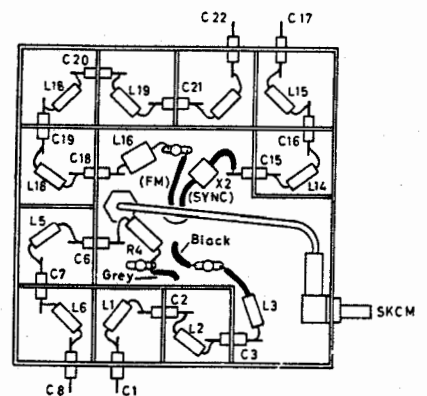 C22 C17
C20
L18 L19 C21 L15
C19 C16
L16
C18 C15
L18 (FM) X2 L14
(SYNC)
L5
Black
C6 R4
C7 Grey
L6 L1 C2 L3
L2 SKCM
C3
C8 C1